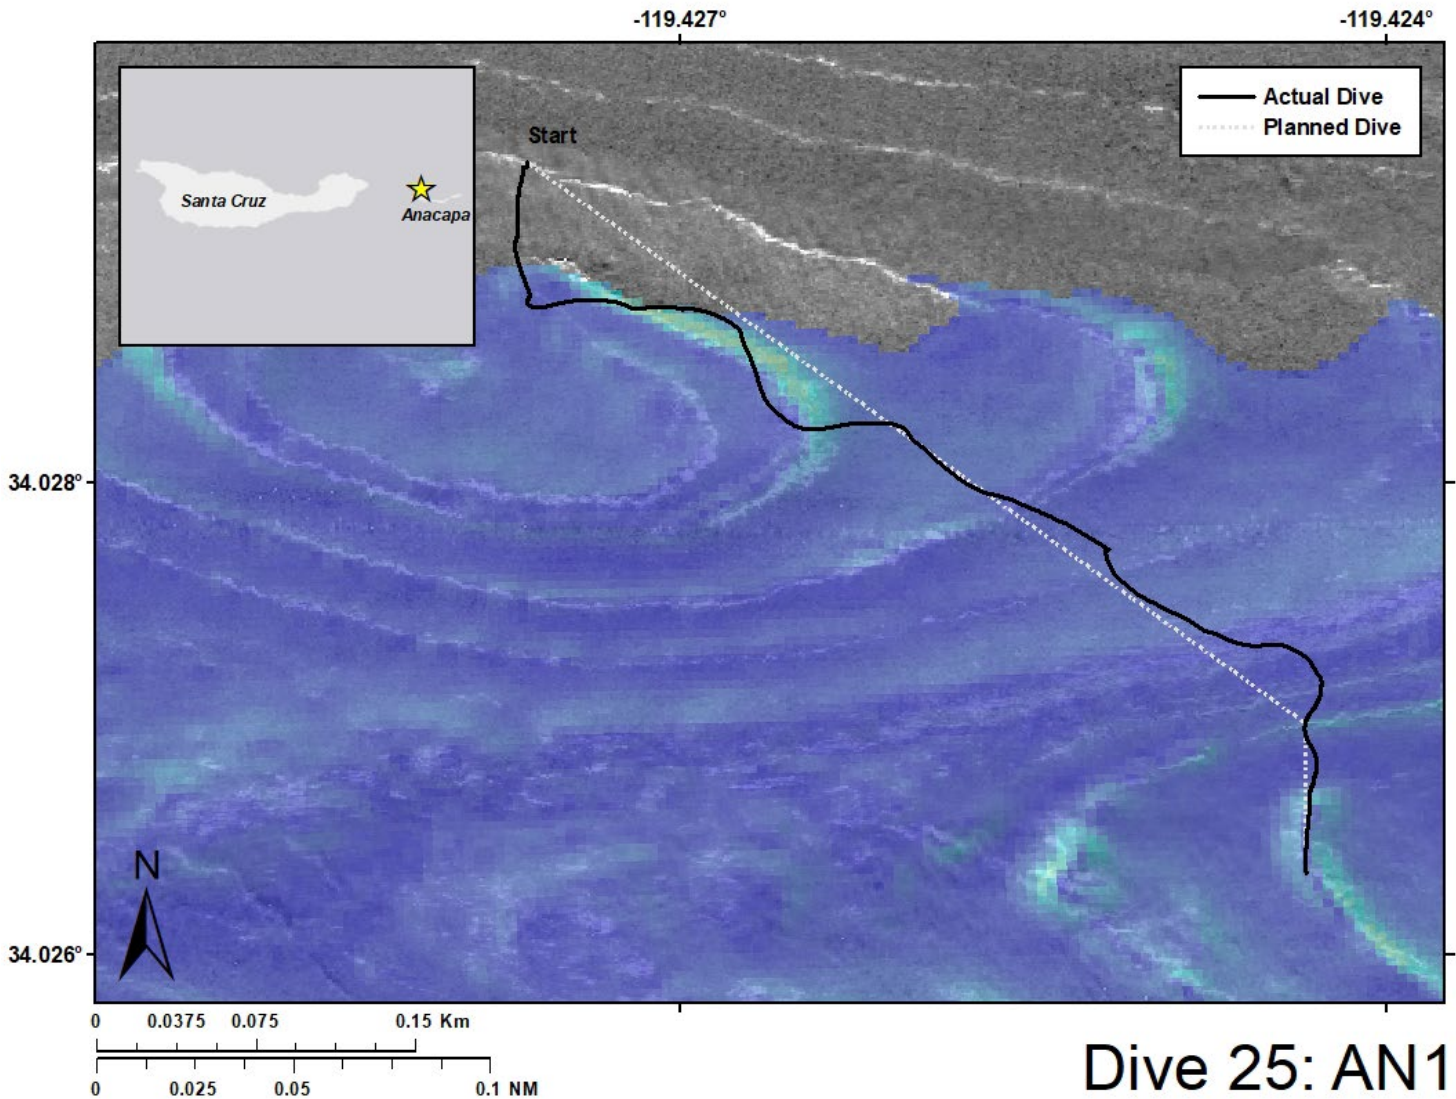 -119.427° -119.424°
Actual Dive
Planned Dive
Start
Santa Cruz
Anacapa
34.028°
N
34.026°
0 0.0375 0.075 0.15 Km
0 0.025 0.05 0.1 NM
Dive 25: AN1